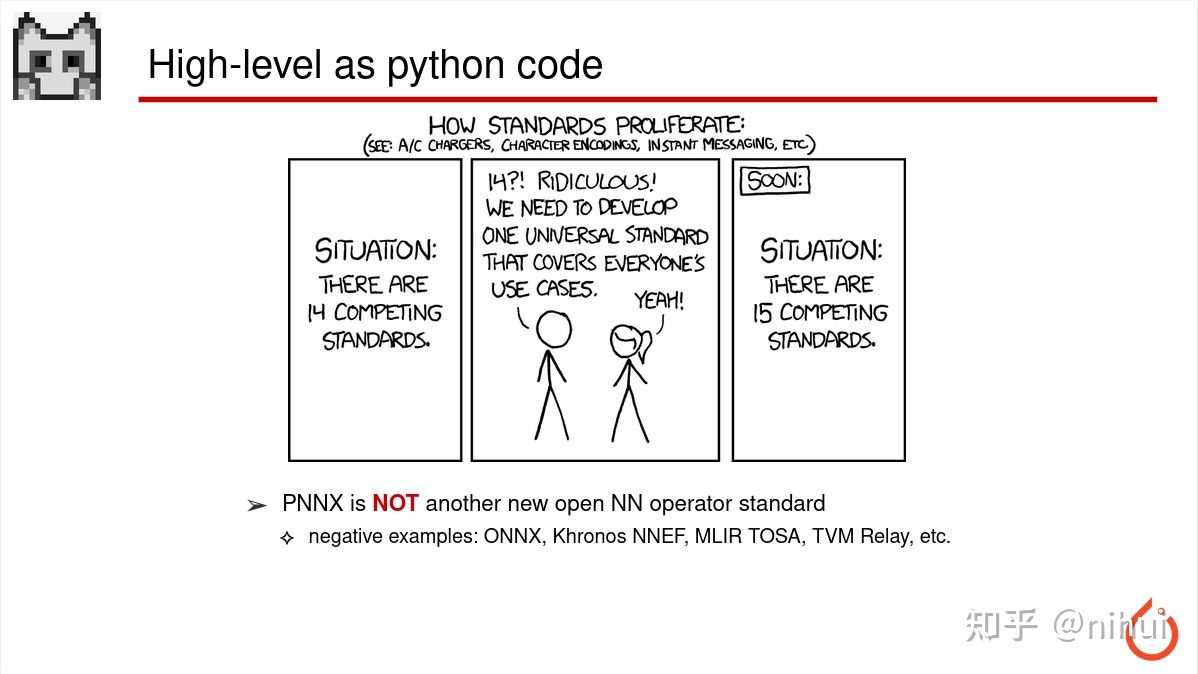 High-level as python code
HOW STANDARDS PROLIFERATE:
(SEE: A/C CHARGERS, CHARACTER ENCODINGS, INSTANT MESSAGING, ETC.)
SITUATION:
THERE ARE
14 COMPETING
STANDARDS.
14?! RIDICULOUS!
WE NEED TO DEVELOP
ONE UNIVERSAL STANDARD
THAT COVERS EVERYONE'S
USE CASES.
YEAH!
SOON:
SITUATION:
THERE ARE
15 COMPETING
STANDARDS.
➢ PNNX is NOT another new open NN operator standard
✧ negative examples: ONNX, Khronos NNEF, MLIR TOSA, TVM Relay, etc.
知乎 @nihui